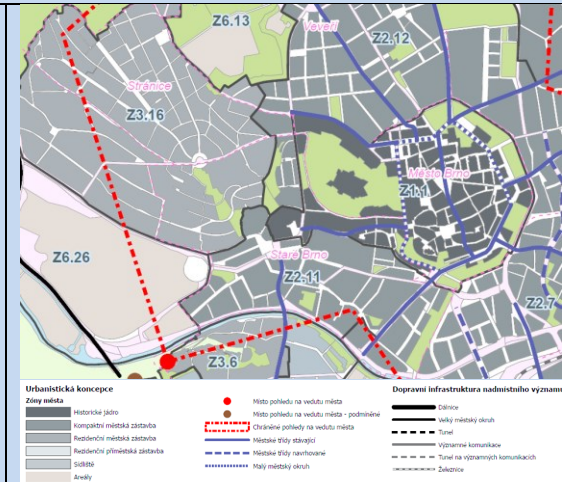 Z6.13
Veveří
Z2.12
Stránice
Z3.16
Město Brno
Z1.1
Z6.26
Staré Brno
Z2.11
Z2.7
Z3.6
Urbanistická koncepce
Zóny města
Historické jádro
Kompaktní městská zástavba
Rezidenční městská zástavba
Rezidenční příměstská zástavba
Sídliště
Areály
Místo pohledu na vedutu města
Místo pohledu na vedutu města - podmíněné
Chráněné pohledy na vedutu města
Městské třídy stávající
Městské třídy navrhované
Malý městský okruh
Dopravní infrastruktura nadmístního významu
Dálnice
Velký městský okruh
Tunel
Významné komunikace
Tunel na významných komunikacích
Železnice